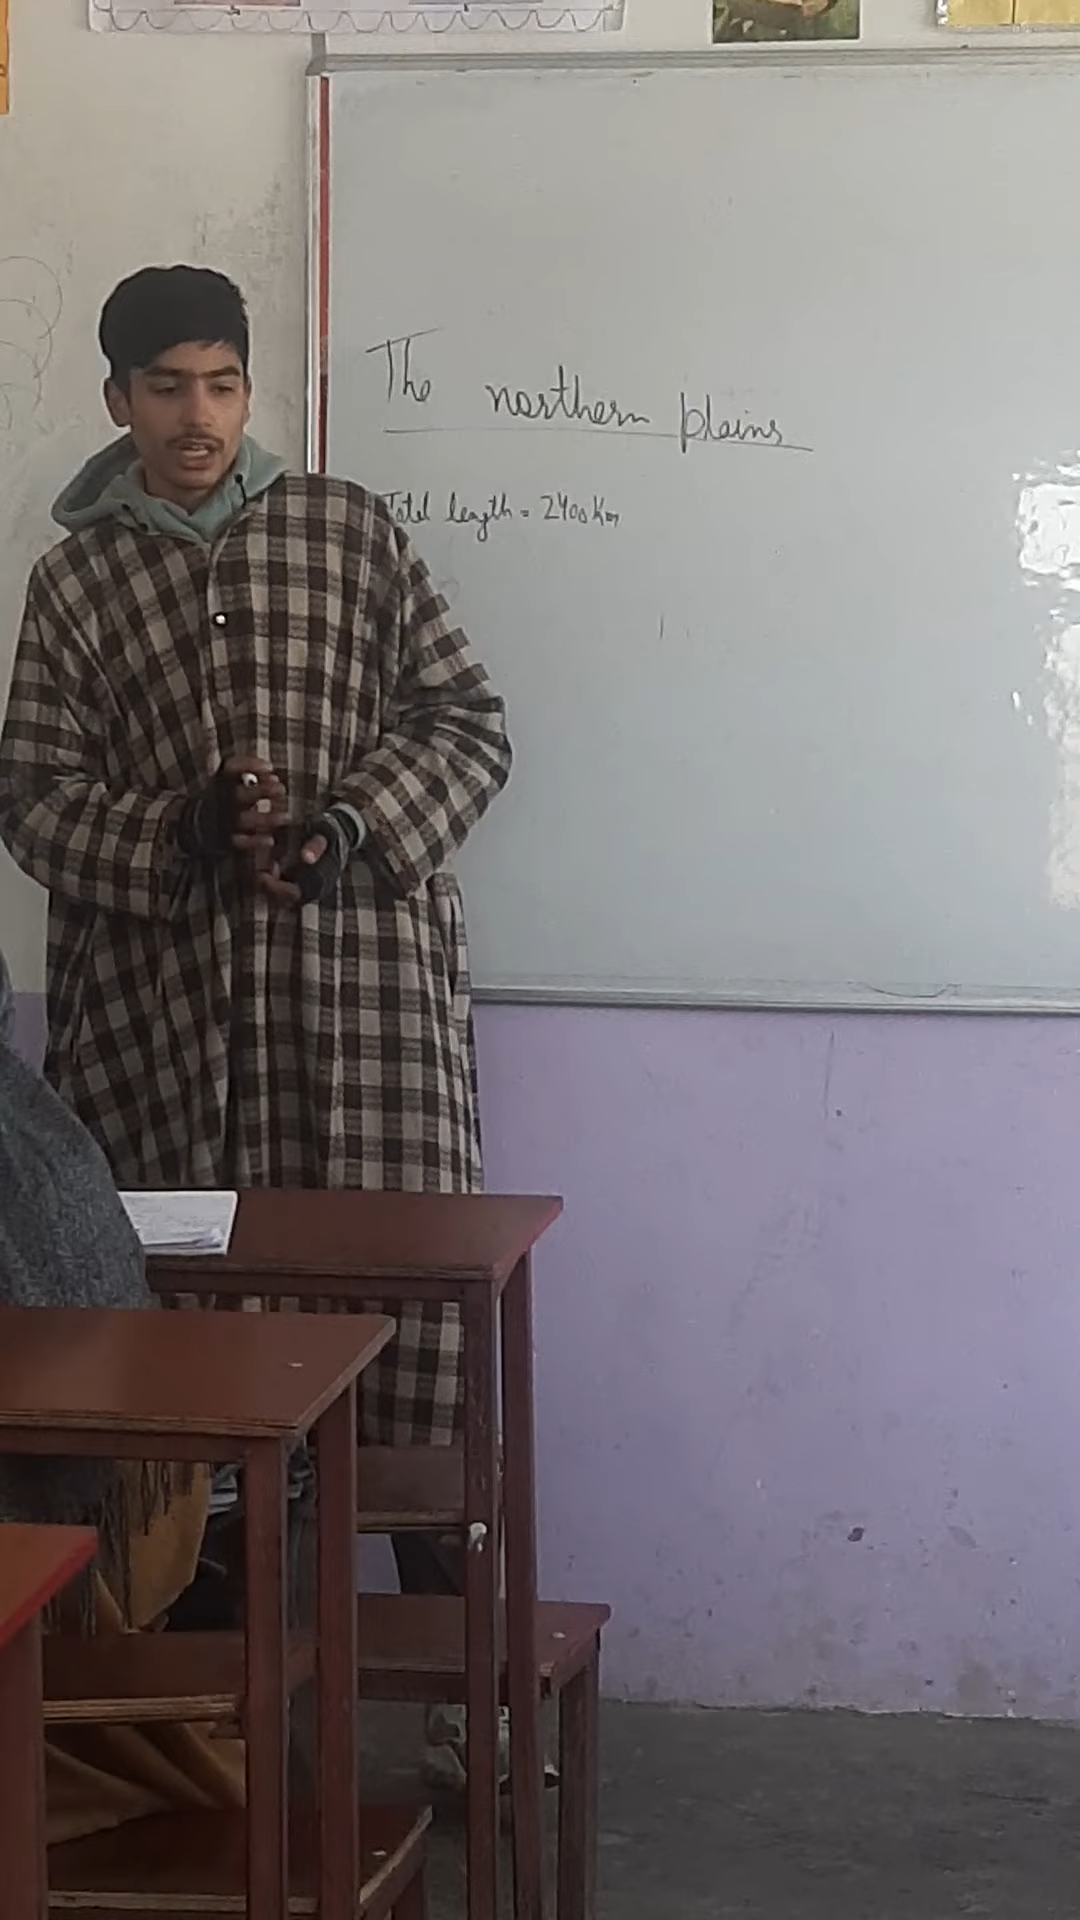 The northern plains
Total length = 2400 Km